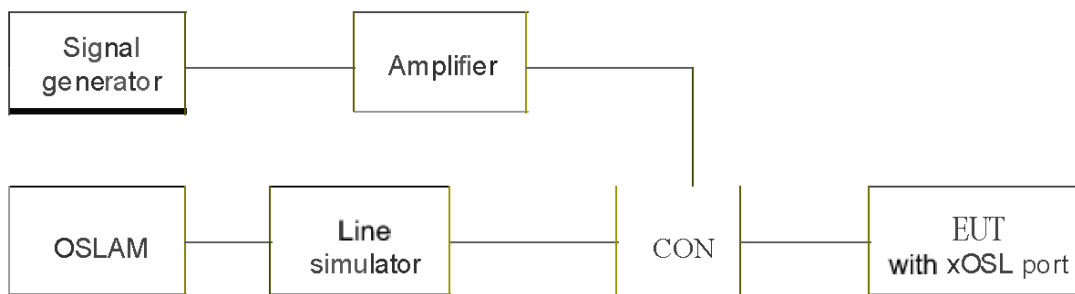 Signal
generator
Amplifier
OSLAM
Line
simulator
CON
EUT
with xOSL port